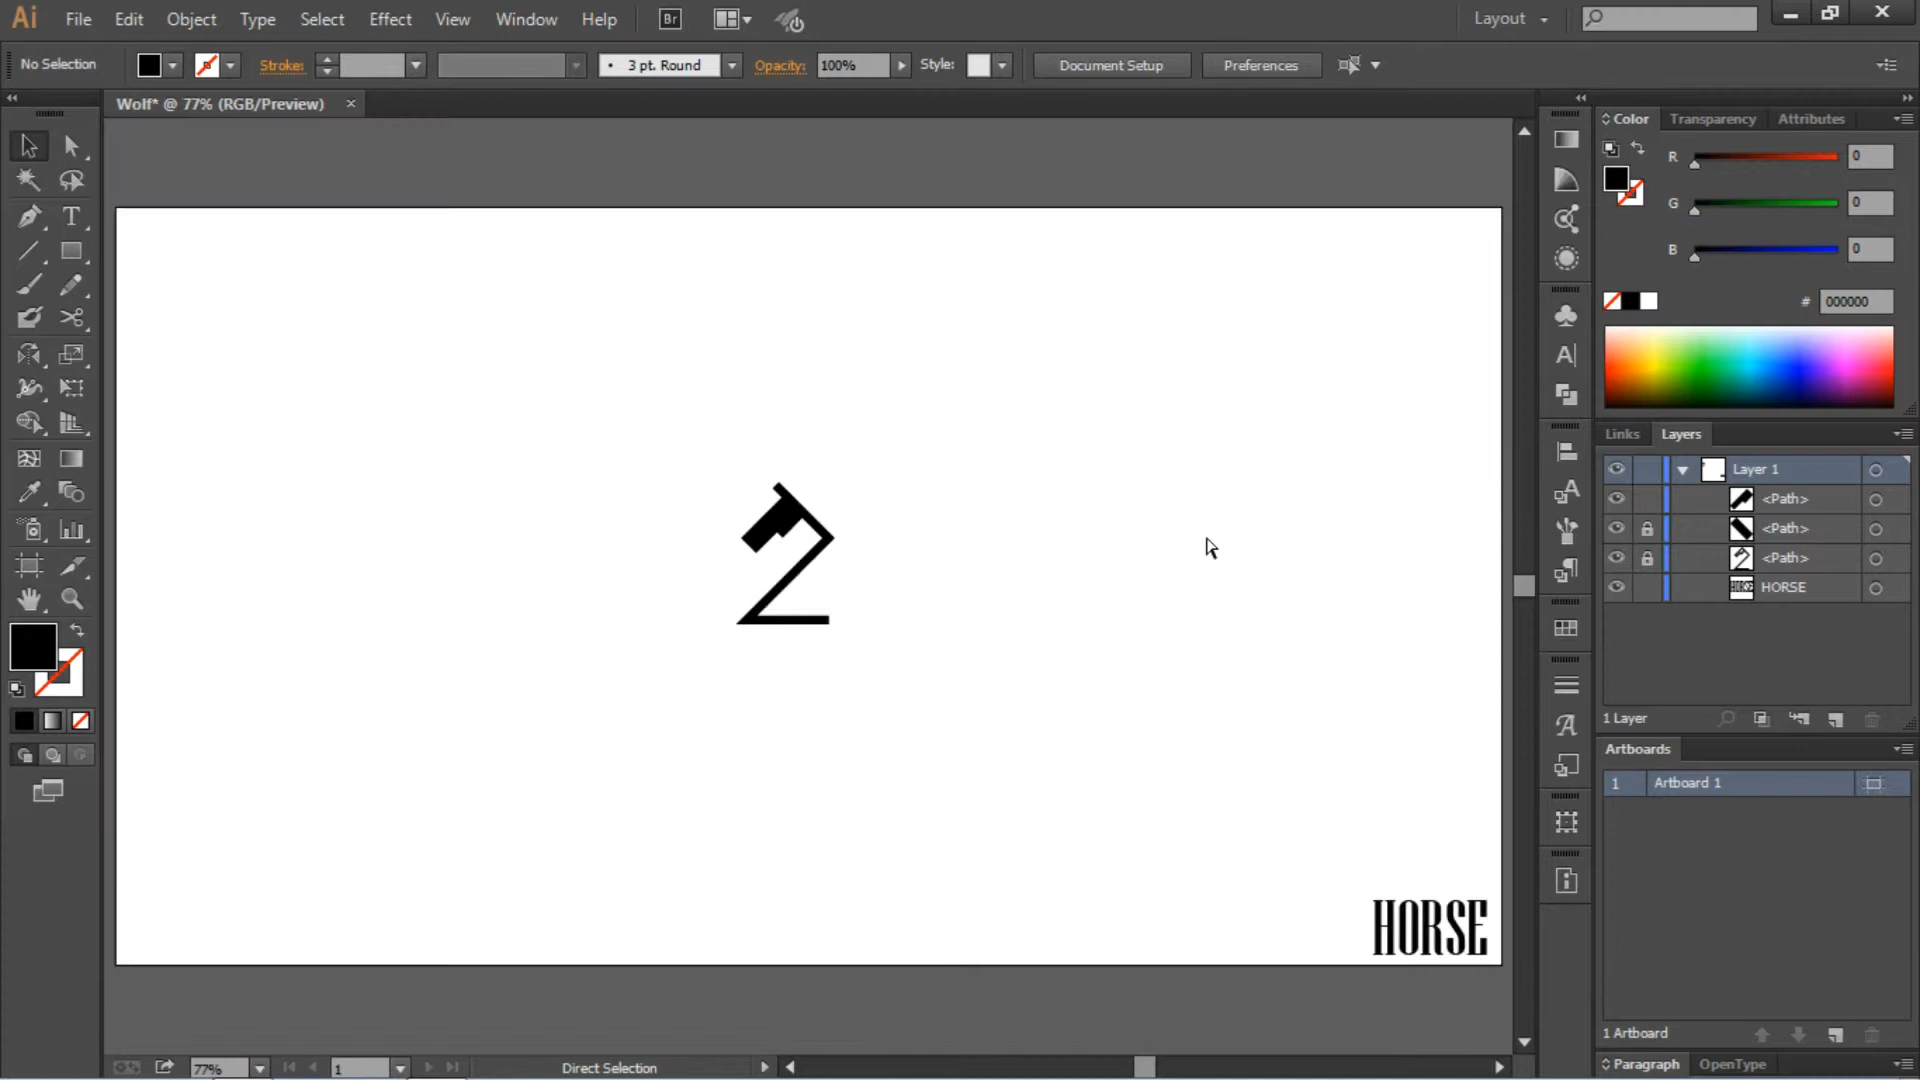 Ai File Edit Object Type Select Effect View Window Help Br Layout
No Selection Stroke: 3 pt. Round Opacity: 100% Style: Document Setup Preferences
Wolf* @ 77% (RGB/Preview)
Color Transparency Attributes
R 0
G 0
B 0
# 000000
Links Layers
Layer 1
<Path>
<Path>
<Path>
HORSE
1 Layer
Artboards
1 Artboard 1
HORSE
1 Artboard
77% 1 Direct Selection
Paragraph OpenType